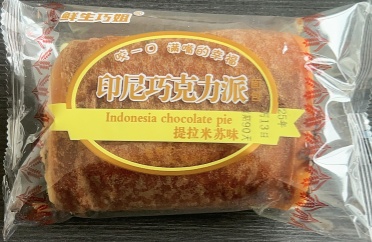 鲜生巧姐
咬一口 满嘴的幸福
印尼巧克力派
Indonesia chocolate pie
提拉米苏味